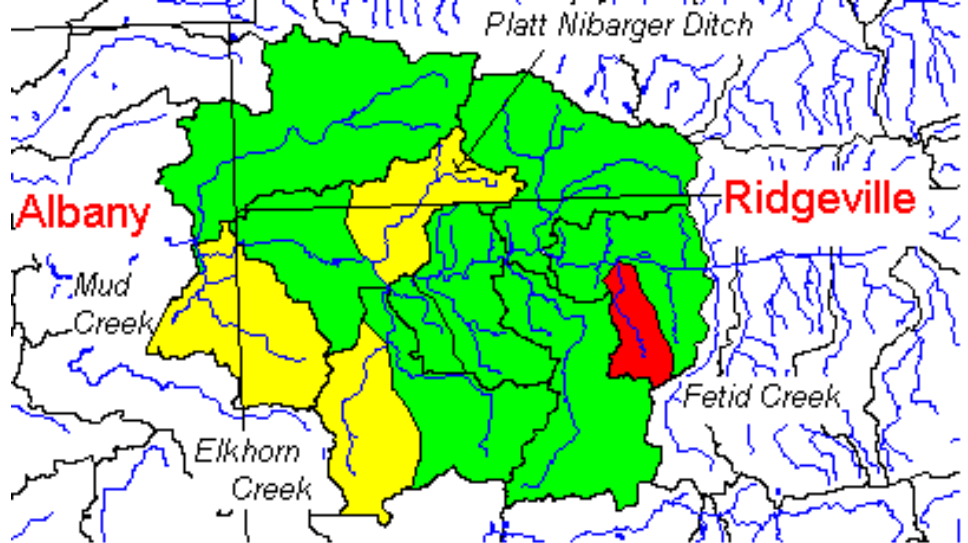 Platt Nibarger Ditch
Albany
Ridgeville
Mud
Creek
Fetid Creek
Elkhorn
Creek